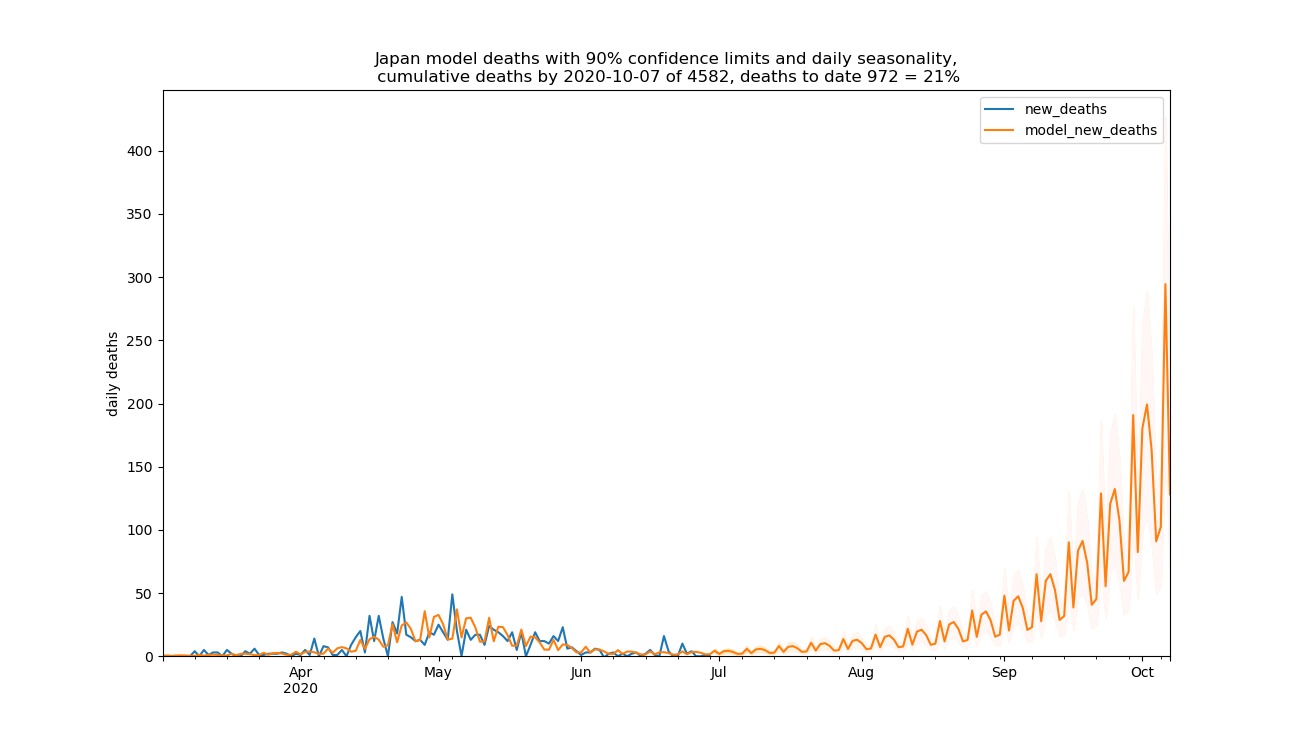 Japan model deaths with 90% confidence limits and daily seasonality,
cumulative deaths by 2020-10-07 of 4582, deaths to date 972 = 21%
new_deaths
model_new_deaths
daily deaths
400
350
300
250
200
150
100
50
0
Apr
2020
May
Jun
Jul
Aug
Sep
Oct